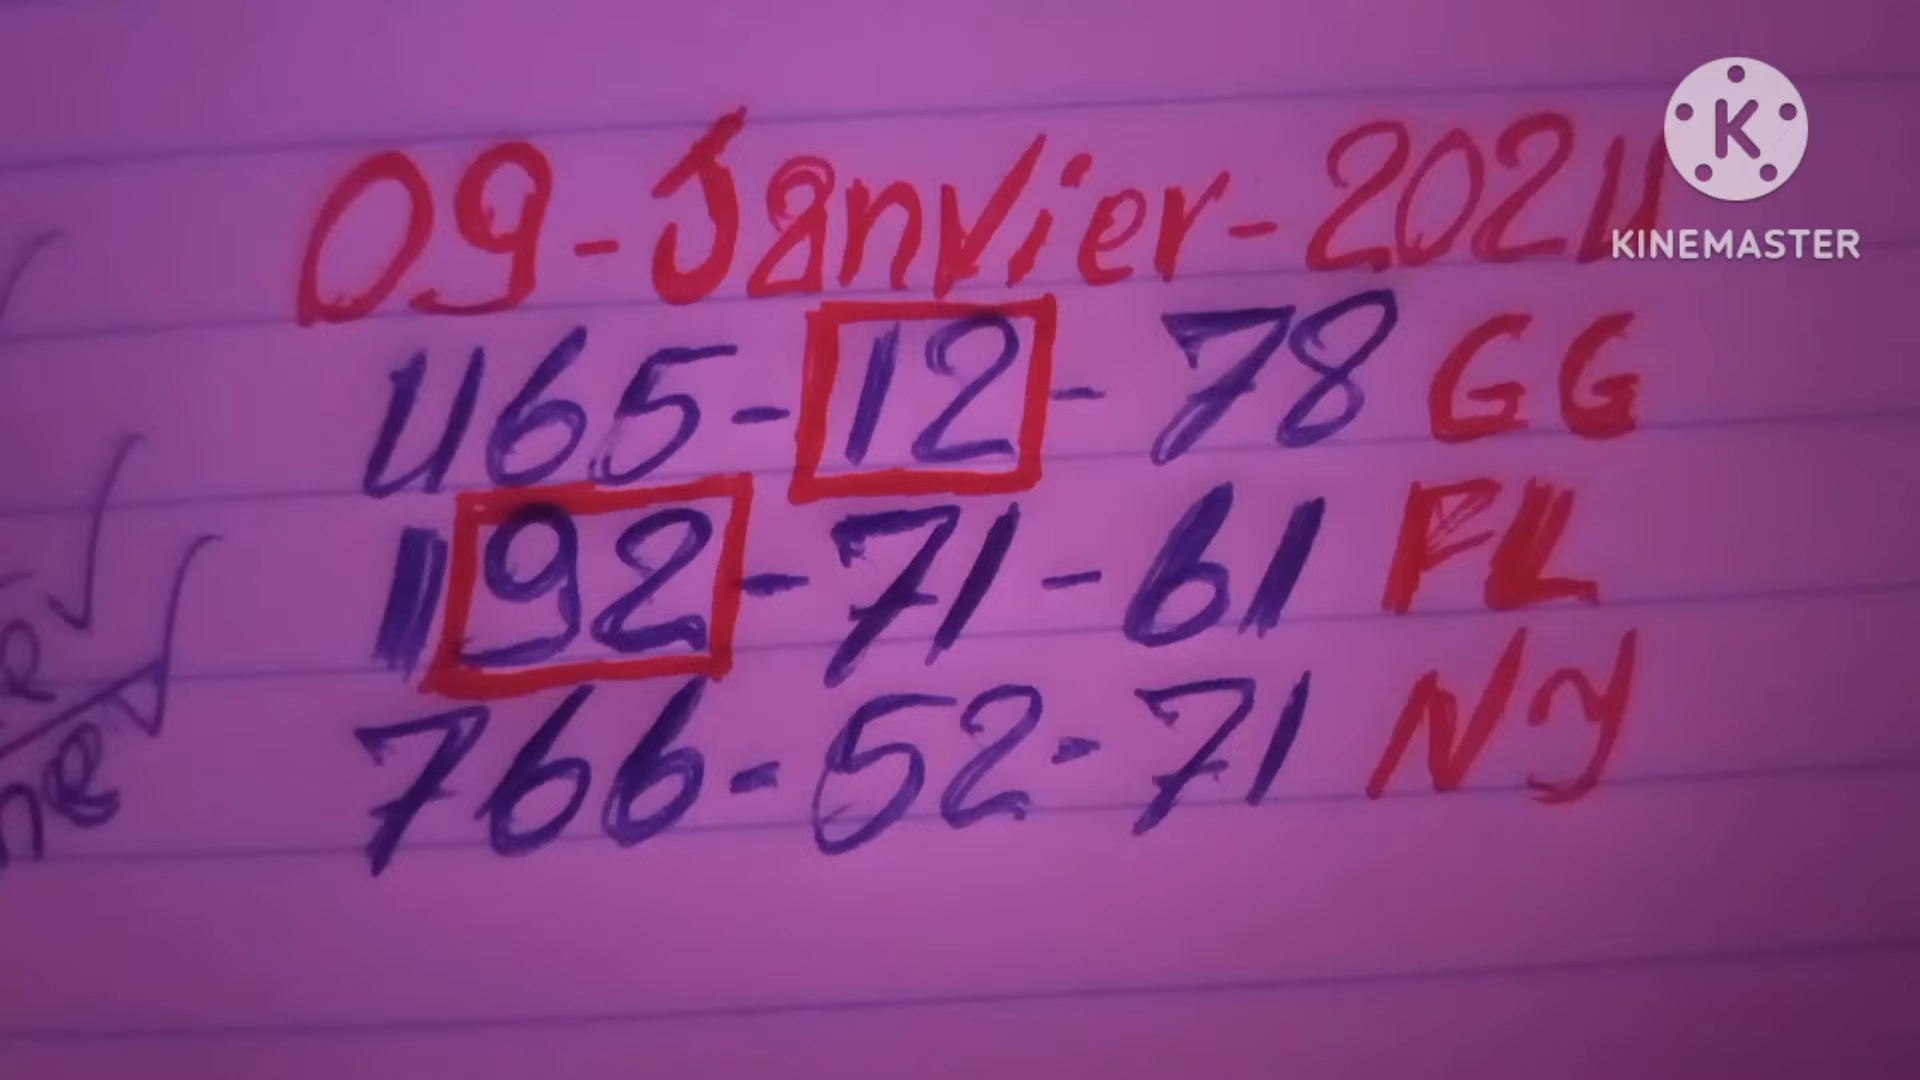 09-Janvier-2024
465-12-78 GG
192-71-61 FL
766-52-71 NY
KINEMASTER